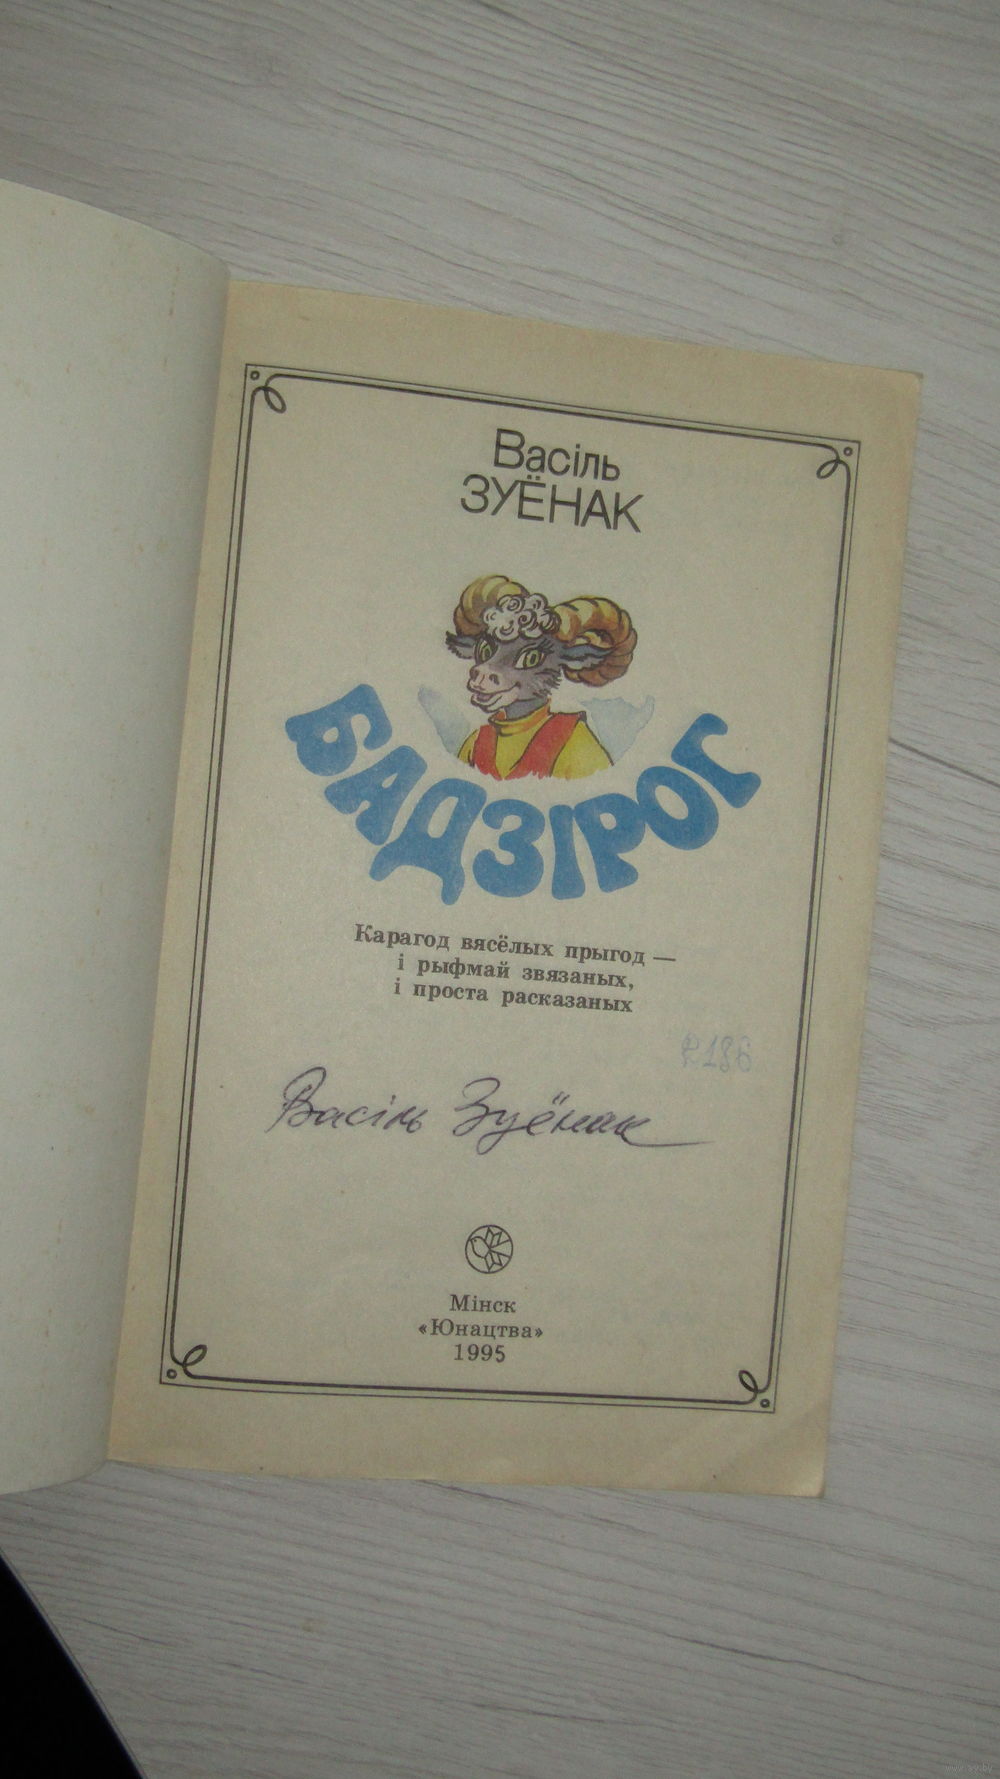 Васіль
ЗУЁНАК
БАДЗІРОГ
Карагод вясёлых прыгод —
і рыфмай звязаных,
і проста расказаных
Васіль Зуёнак
Мінск
«Юнацтва»
1995